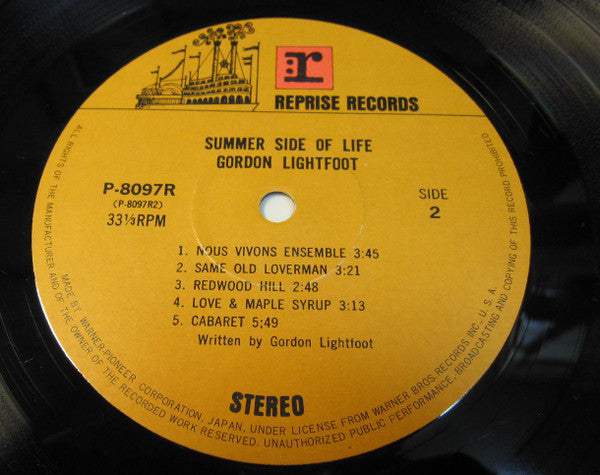 r:
REPRISE RECORDS
SUMMER SIDE OF LIFE
GORDON LIGHTFOOT
P-8097R
(P-8097R2)
33⅓RPM
SIDE
2
1. NOUS VIVONS ENSEMBLE 3:45
2. SAME OLD LOVERMAN 3:21
3. REDWOOD HILL 2:48
4. LOVE & MAPLE SYRUP 3:13
5. CABARET 5;49
Written by Gordon Lightfoot
STEREO
ALL RIGHTS OF THE MANUFACTURER AND OF THE OWNER OF THE RECORDED WORK RESERVED. UNAUTHORIZED PUBLIC PERFORMANCE, BROADCASTING AND COPYING OF THIS RECORD
MADE BY WARNER-PIONEER CORPORATION, JAPAN, UNDER LICENSE FROM WARNER BROS RECORDS INC, U. S. A.